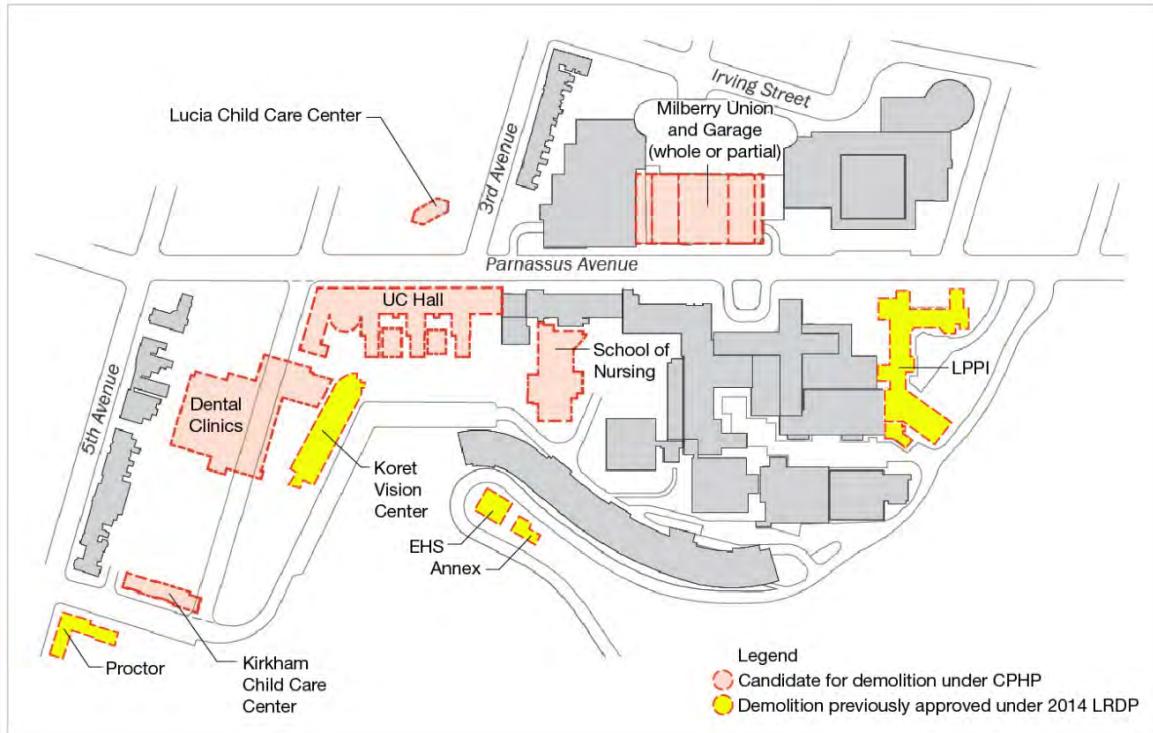 Irving Street
Lucia Child Care Center
3rd Avenue
Milberry Union
and Garage
(whole or partial)
Parnassus Avenue
UC Hall
School of
Nursing
LPPI
5th Avenue
Dental
Clinics
Koret
Vision
Center
EHS
Annex
Proctor
Kirkham
Child Care
Center
Legend
Candidate for demolition under CPHP
Demolition previously approved under 2014 LRDP